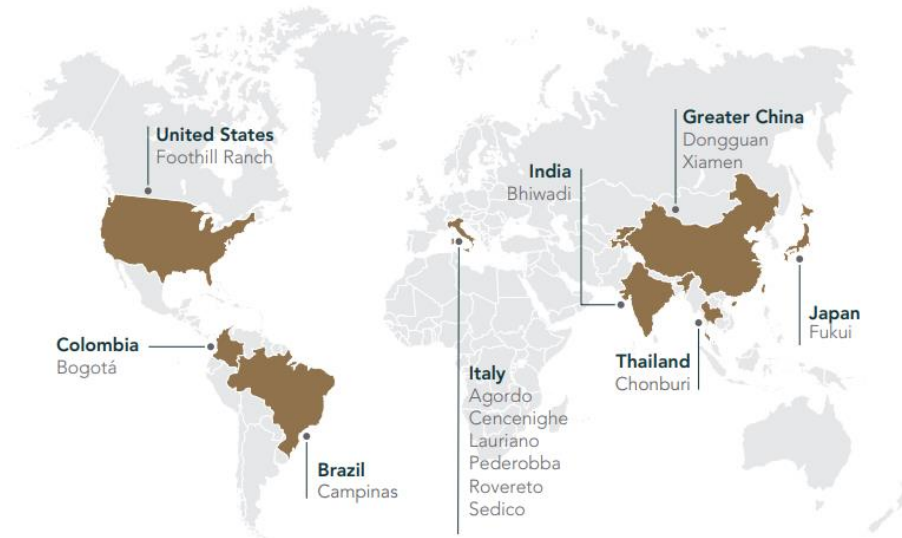 United States
Foothill Ranch
Greater China
Dongguan
Xiamen
India
Bhiwadi
Colombia
Bogotá
Japan
Fukui
Thailand
Chonburi
Italy
Agordo
Cencenighe
Lauriano
Pederobba
Rovereto
Sedico
Brazil
Campinas